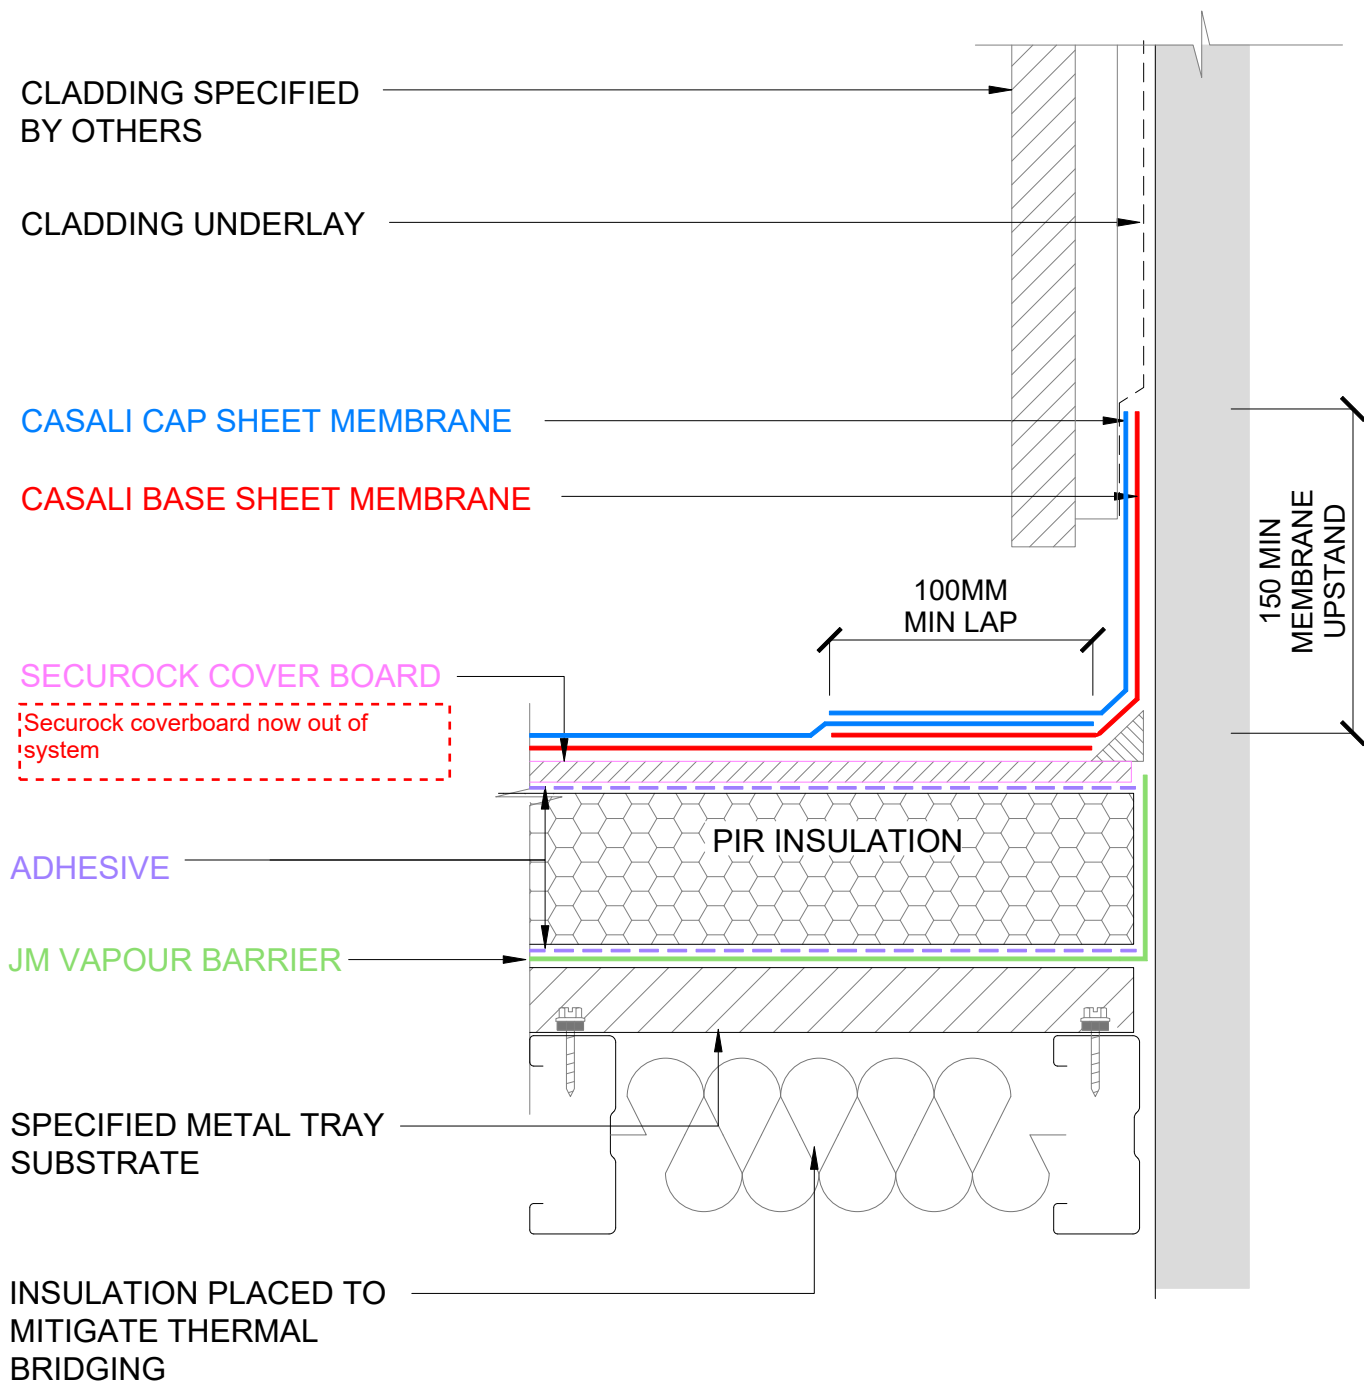 CLADDING SPECIFIED
BY OTHERS
CLADDING UNDERLAY
CASALI CAP SHEET MEMBRANE
CASALI BASE SHEET MEMBRANE
150 MIN
MEMBRANE
UPSTAND
100MM
MIN LAP
SECUROCK COVER BOARD
Securock coverboard now out of
system
PIR INSULATION
ADHESIVE
JM VAPOUR BARRIER
SPECIFIED METAL TRAY
SUBSTRATE
INSULATION PLACED TO
MITIGATE THERMAL
BRIDGING